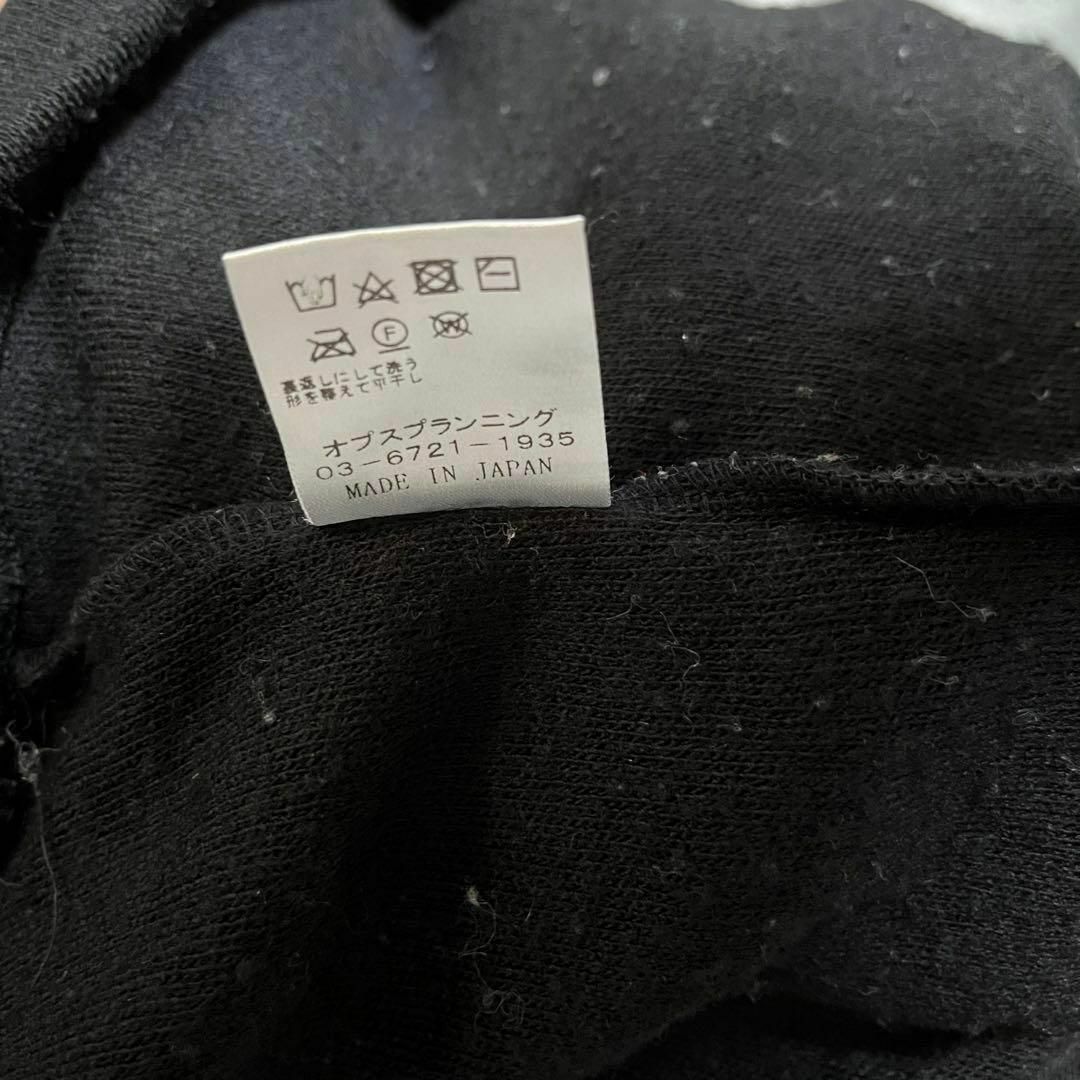 裏返しにして洗う
形を整えて平干し
オプスプランニング
03-6721-1935
MADE IN JAPAN